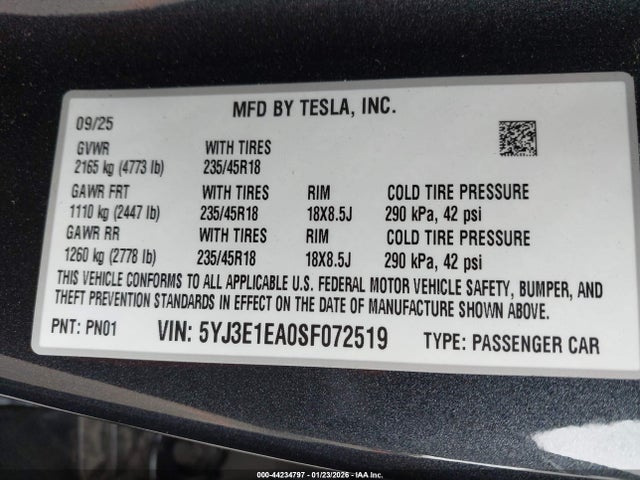 MFD BY TESLA, INC.
09/25
GVWR WITH TIRES
2165 kg (4773 lb) 235/45R18
GAWR FRT WITH TIRES RIM COLD TIRE PRESSURE
1110 kg (2447 lb) 235/45R18 18X8.5J 290 kPa, 42 psi
GAWR RR WITH TIRES RIM COLD TIRE PRESSURE
1260 kg (2778 lb) 235/45R18 18X8.5J 290 kPa, 42 psi
THIS VEHICLE CONFORMS TO ALL APPLICABLE U.S. FEDERAL MOTOR VEHICLE SAFETY, BUMPER, AND
THEFT PREVENTION STANDARDS IN EFFECT ON THE DATE OF MANUFACTURE SHOWN ABOVE.
PNT: PN01 VIN: 5YJ3E1EA0SF072519 TYPE: PASSENGER CAR
000-44234797 - 01/23/2026 - IAA Inc.